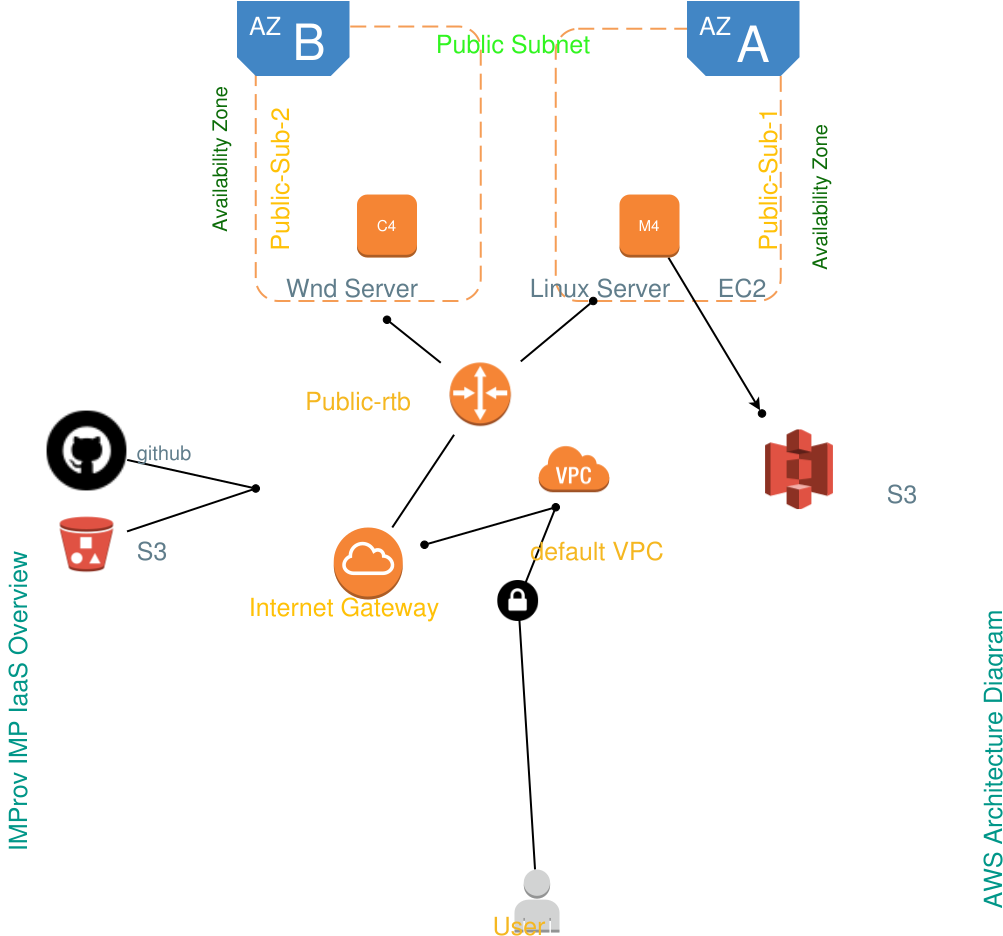 AZ B
AZ A
Public Subnet
Availability Zone
Public-Sub-2
Public-Sub-1
Availability Zone
C4
M4
Wnd Server
Linux Server
EC2
Public-rtb
github
VPC
S3
S3
default VPC
Internet Gateway
IMProv IMP IaaS Overview
AWS Architecture Diagram
User